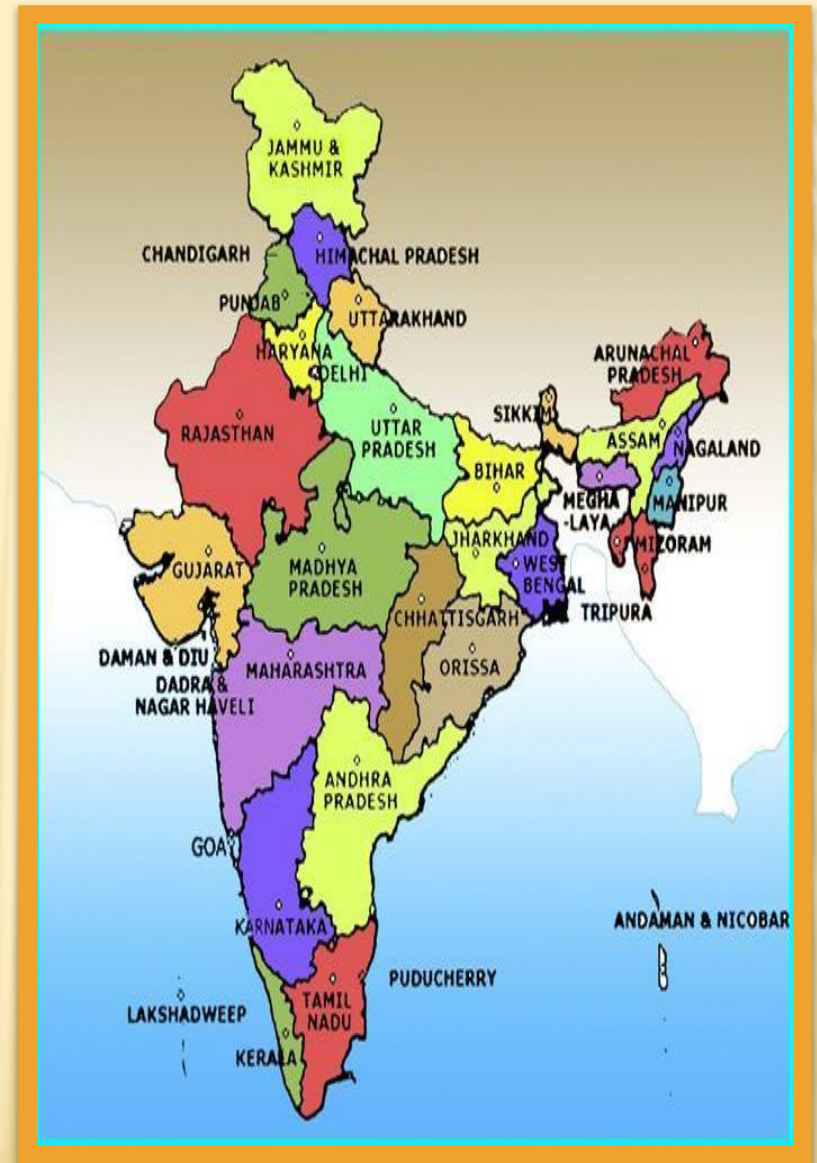 JAMMU &
KASHMIR
CHANDIGARH
HIMACHAL PRADESH
PUNJAB
UTTARAKHAND
HARYANA
DELHI
ARUNACHAL
PRADESH
SIKKIM
RAJASTHAN
UTTAR
PRADESH
ASSAM
NAGALAND
BIHAR
MEGHA
-LAYA
MANIPUR
JHARKHAND
MIZORAM
GUJARAT
MADHYA
PRADESH
WEST
BENGAL
CHHATTISGARH
TRIPURA
DAMAN & DIU
MAHARASHTRA
ORISSA
DADRA &
NAGAR HAVELI
ANDHRA
PRADESH
GOA
KARNATAKA
ANDAMAN & NICOBAR
PUDUCHERRY
LAKSHADWEEP
TAMIL
NADU
KERALA